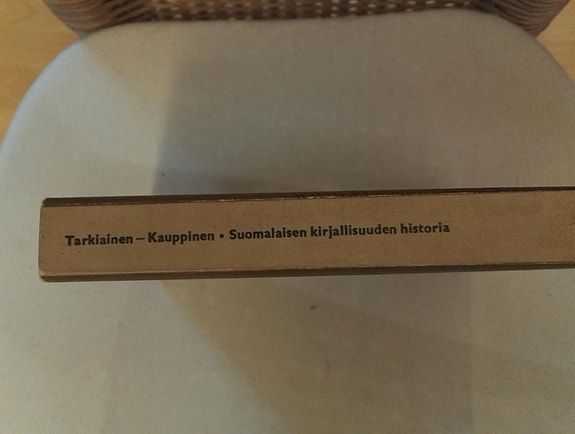 Tarkiainen – Kauppinen • Suomalaisen kirjallisuuden historia